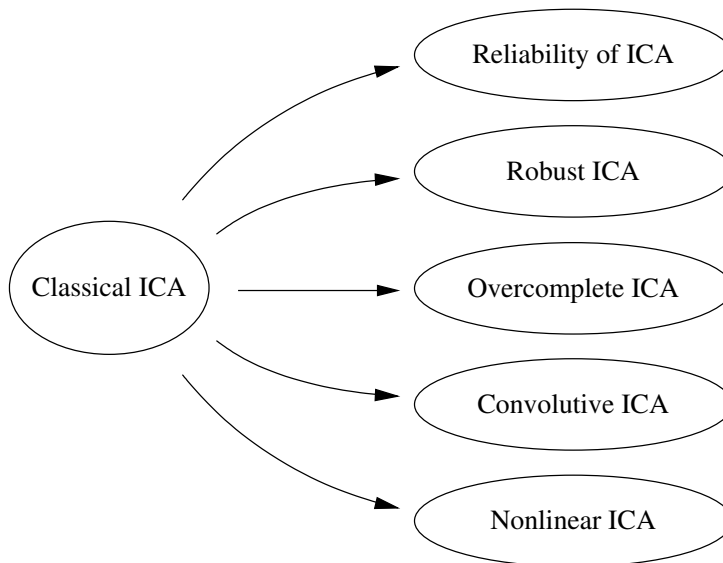 Reliability of ICA
Robust ICA
Classical ICA
Overcomplete ICA
Convolutive ICA
Nonlinear ICA